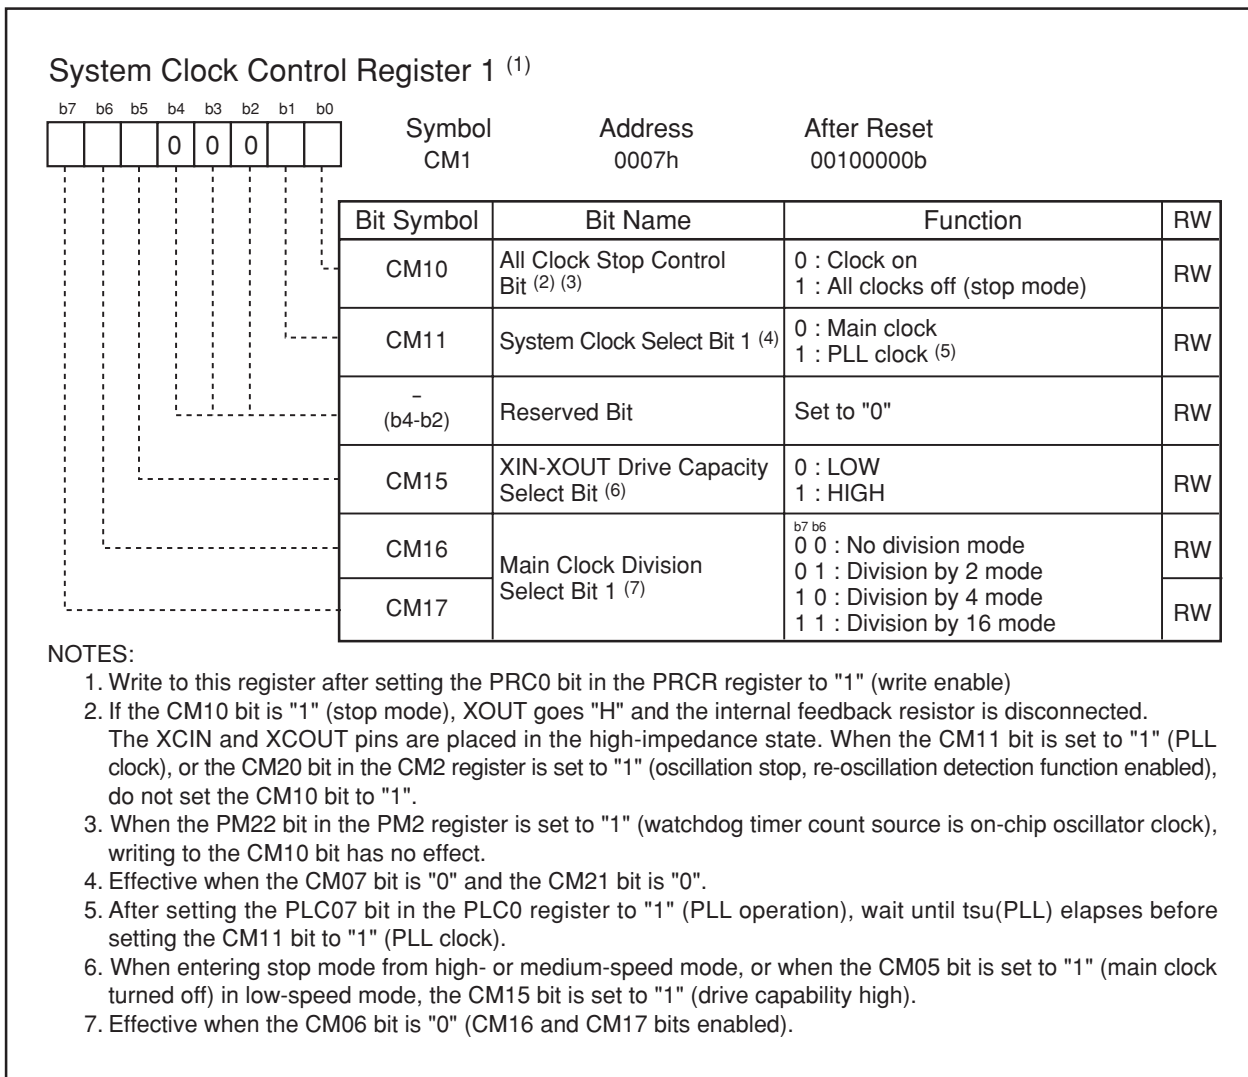 System Clock Control Register 1 (1)
b7 b6 b5 b4 b3 b2 b1 b0
0 0 0
Symbol Address After Reset
CM1 0007h 00100000b
Bit Symbol Bit Name Function RW
CM10 All Clock Stop Control Bit (2) (3) 0 : Clock on
1 : All clocks off (stop mode) RW
CM11 System Clock Select Bit 1 (4) 0 : Main clock
1 : PLL clock (5) RW
–
(b4-b2) Reserved Bit Set to "0" RW
CM15 XIN-XOUT Drive Capacity Select Bit (6) 0 : LOW
1 : HIGH RW
CM16 Main Clock Division Select Bit 1 (7) b7 b6
0 0 : No division mode RW
0 1 : Division by 2 mode
CM17 1 0 : Division by 4 mode
1 1 : Division by 16 mode RW
NOTES:
1. Write to this register after setting the PRC0 bit in the PRCR register to "1" (write enable)
2. If the CM10 bit is "1" (stop mode), XOUT goes "H" and the internal feedback resistor is disconnected.
The XCIN and XCOUT pins are placed in the high-impedance state. When the CM11 bit is set to "1" (PLL
clock), or the CM20 bit in the CM2 register is set to "1" (oscillation stop, re-oscillation detection function enabled),
do not set the CM10 bit to "1".
3. When the PM22 bit in the PM2 register is set to "1" (watchdog timer count source is on-chip oscillator clock),
writing to the CM10 bit has no effect.
4. Effective when the CM07 bit is "0" and the CM21 bit is "0".
5. After setting the PLC07 bit in the PLC0 register to "1" (PLL operation), wait until tsu(PLL) elapses before
setting the CM11 bit to "1" (PLL clock).
6. When entering stop mode from high- or medium-speed mode, or when the CM05 bit is set to "1" (main clock
turned off) in low-speed mode, the CM15 bit is set to "1" (drive capability high).
7. Effective when the CM06 bit is "0" (CM16 and CM17 bits enabled).